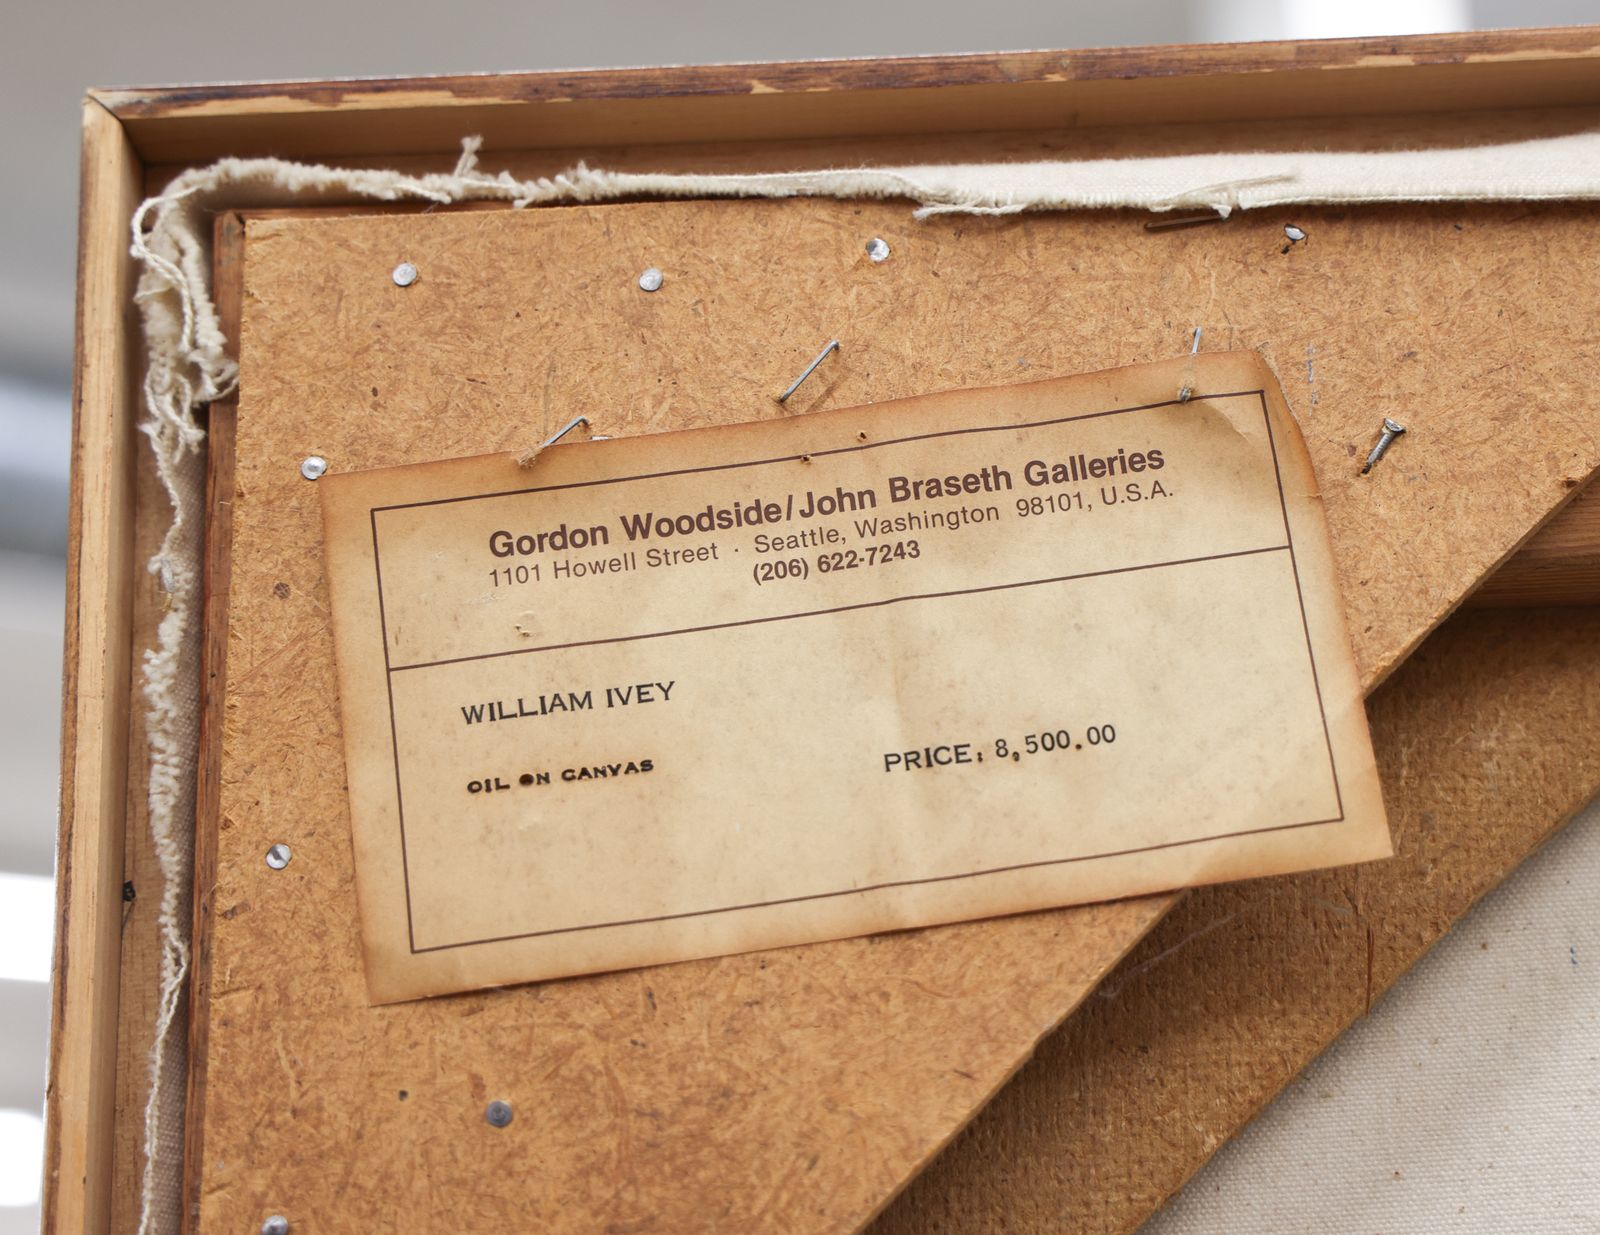 Gordon Woodside/John Braseth Galleries
1101 Howell Street · Seattle, Washington 98101, U.S.A.
(206) 622-7243
WILLIAM IVEY
OIL ON CANVAS
PRICE; 8,500.00